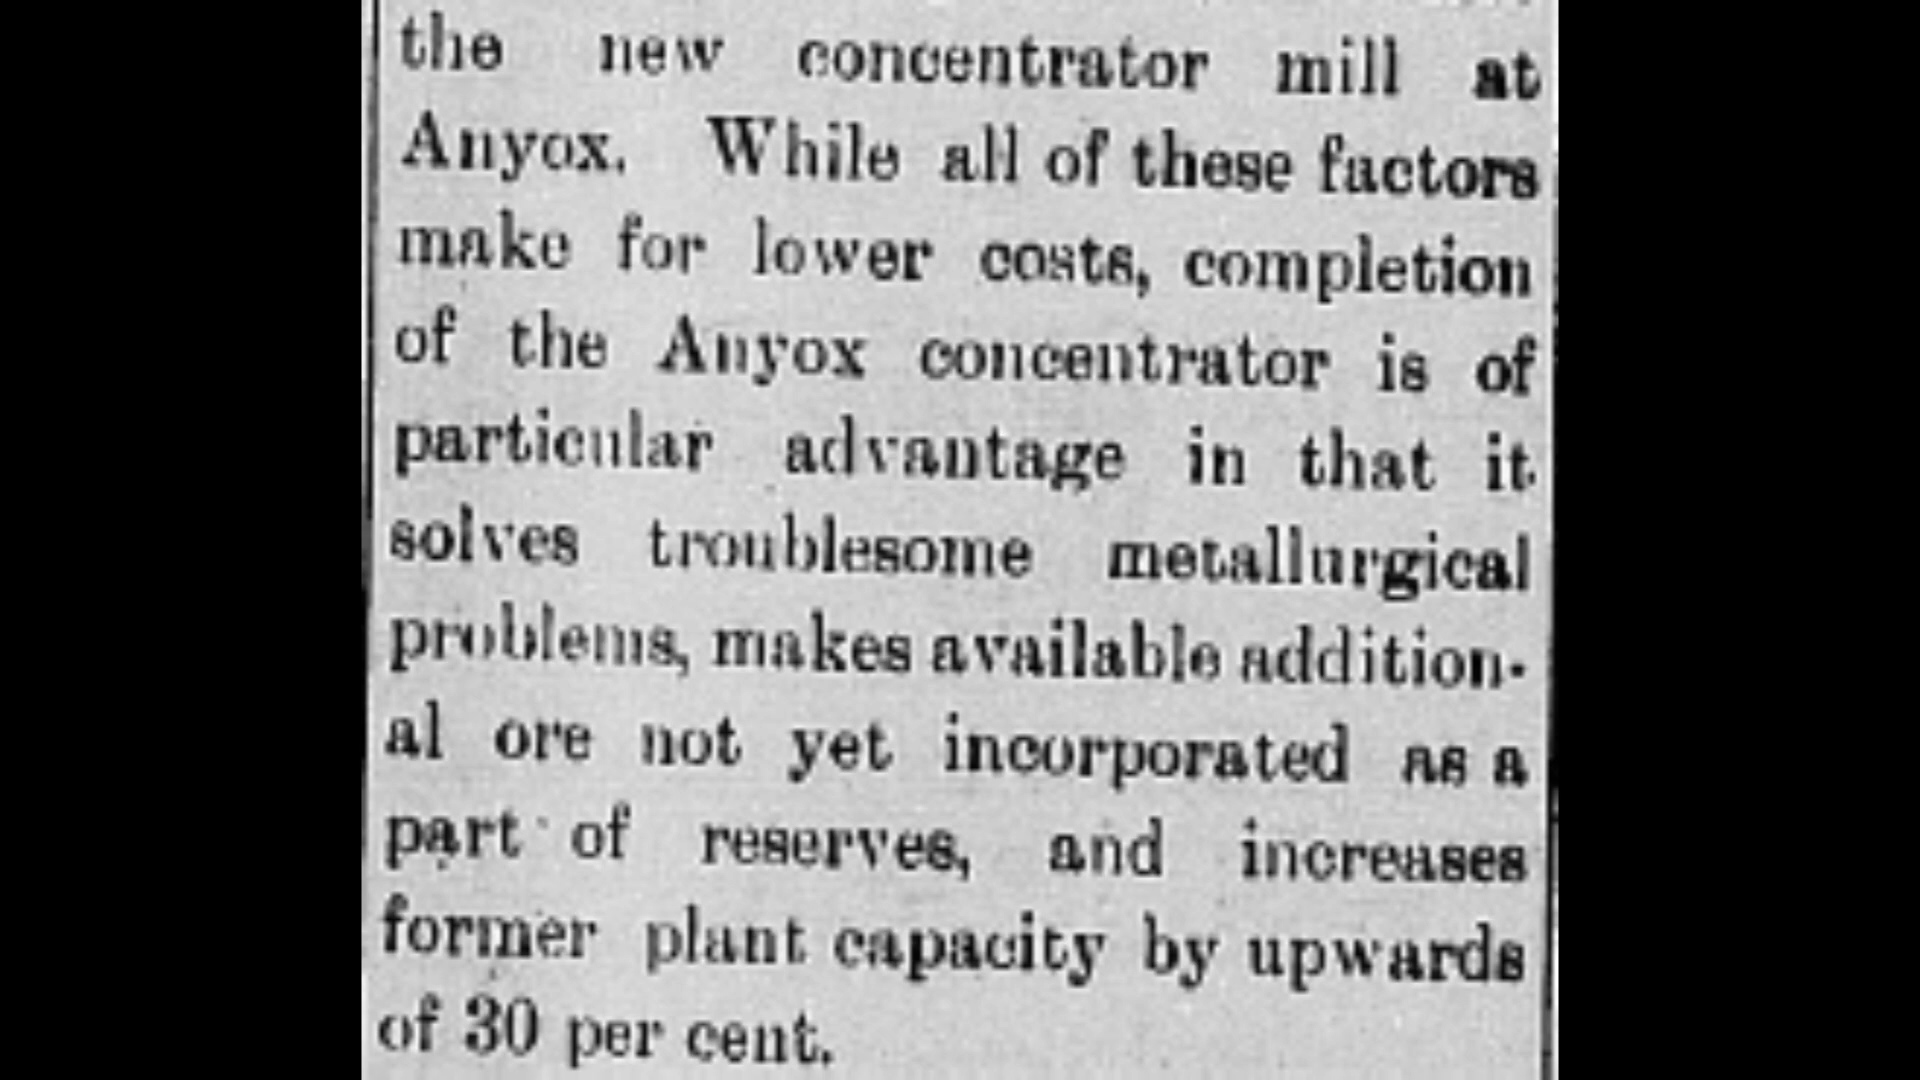 the new concentrator mill at
Anyox. While all of these factors
make for lower costs, completion
of the Anyox concentrator is of
particular advantage in that it
solves troublesome metallurgical
problems, makes available addition-
al ore not yet incorporated as a
part of reserves, and increases
former plant capacity by upwards
of 30 per cent.